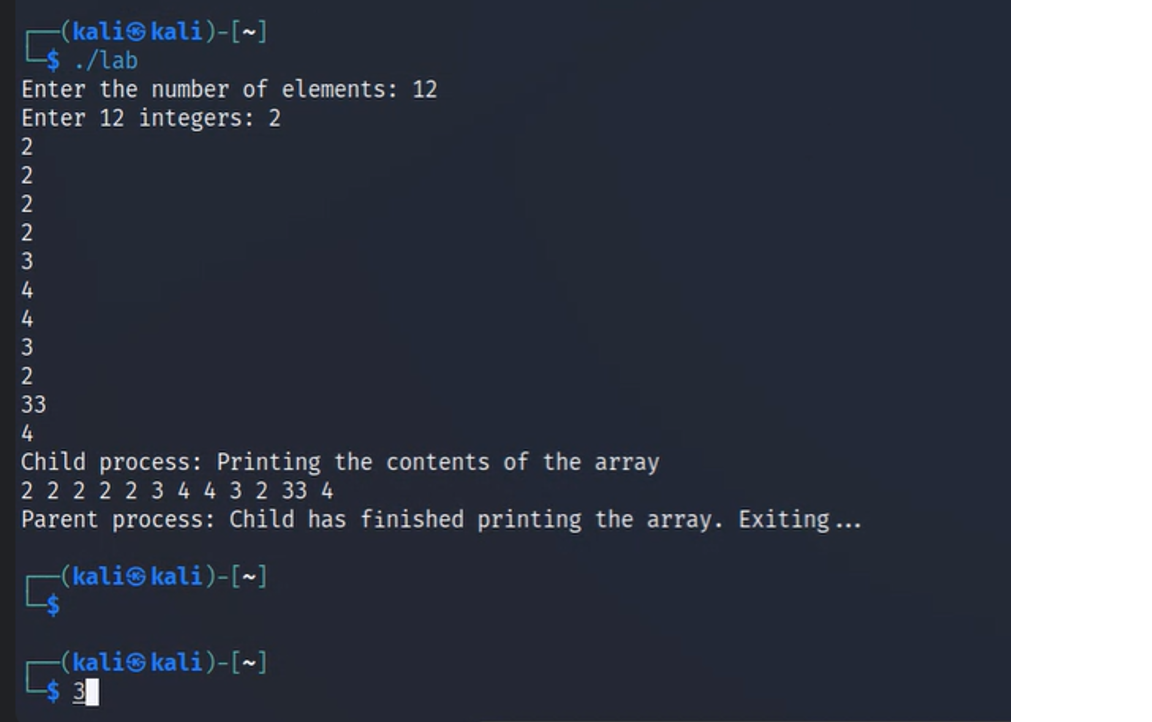 ┌──(kali㉿kali)-[~]
└─$ ./lab
Enter the number of elements: 12
Enter 12 integers: 2
2
2
2
2
3
4
4
3
2
33
4
Child process: Printing the contents of the array
2 2 2 2 2 3 4 4 3 2 33 4
Parent process: Child has finished printing the array. Exiting...
┌──(kali㉿kali)-[~]
└─$
┌──(kali㉿kali)-[~]
└─$ 3